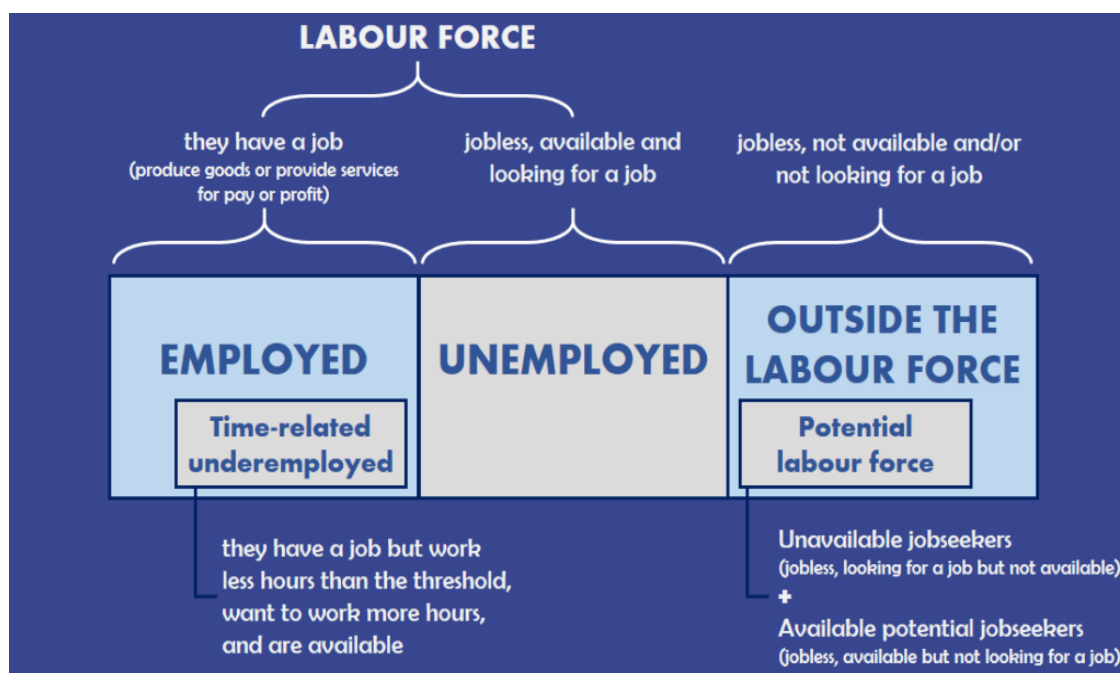 LABOUR FORCE
they have a job
(produce goods or provide services
for pay or profit)
jobless, available and
looking for a job
jobless, not available and/or
not looking for a job
EMPLOYED
Time-related
underemployed
UNEMPLOYED
OUTSIDE THE
LABOUR FORCE
Potential
labour force
they have a job but work
less hours than the threshold,
want to work more hours,
and are available
Unavailable jobseekers
(jobless, looking for a job but not available)
+
Available potential jobseekers
(jobless, available but not looking for a job)